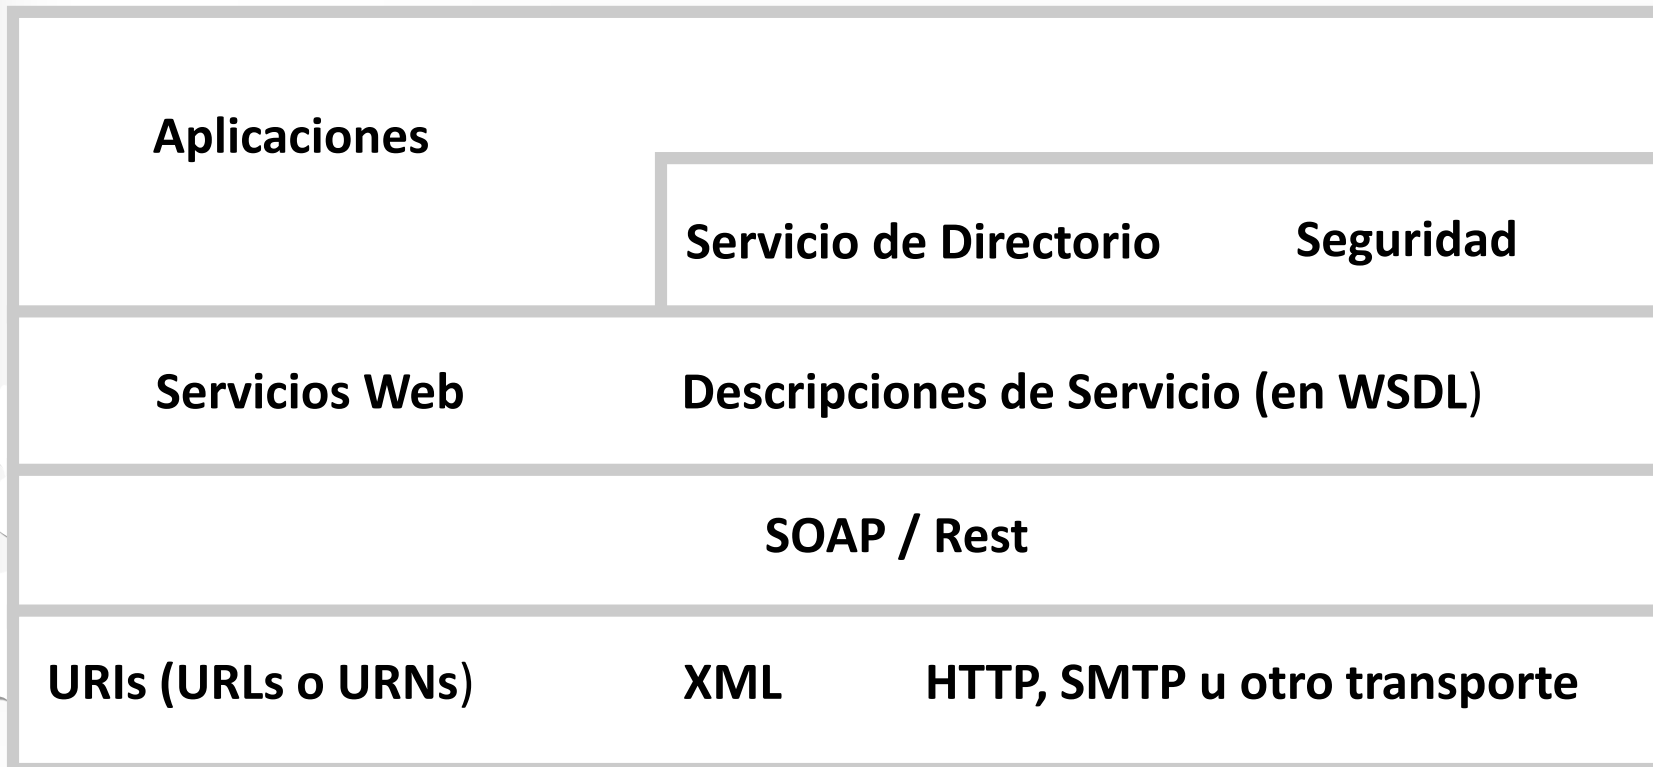 Aplicaciones
Servicio de Directorio Seguridad
Servicios Web Descripciones de Servicio (en WSDL)
SOAP / Rest
URIs (URLs o URNs) XML HTTP, SMTP u otro transporte